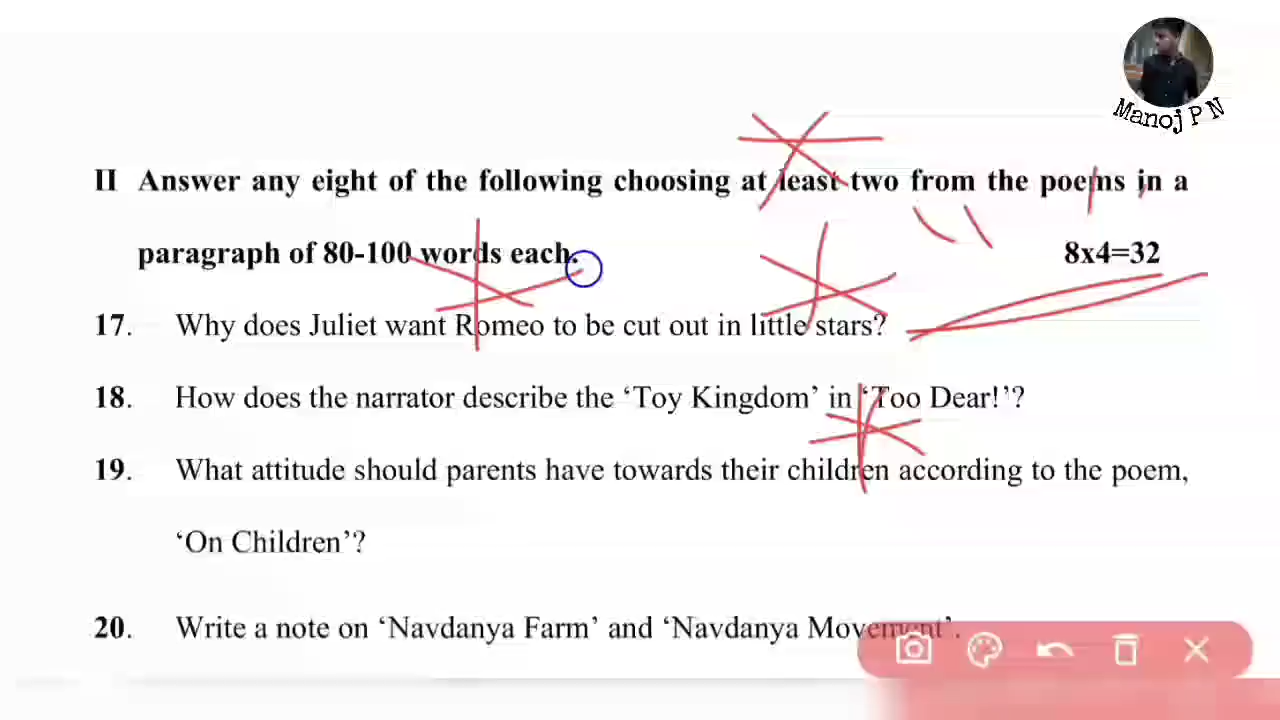 Manoj P N
II Answer any eight of the following choosing at least two from the poems in a
paragraph of 80-100 words each. 8x4=32
17. Why does Juliet want Romeo to be cut out in little stars?
18. How does the narrator describe the ‘Toy Kingdom’ in ‘Too Dear!’?
19. What attitude should parents have towards their children according to the poem,
‘On Children’?
20. Write a note on ‘Navdanya Farm’ and ‘Navdanya Movement’.